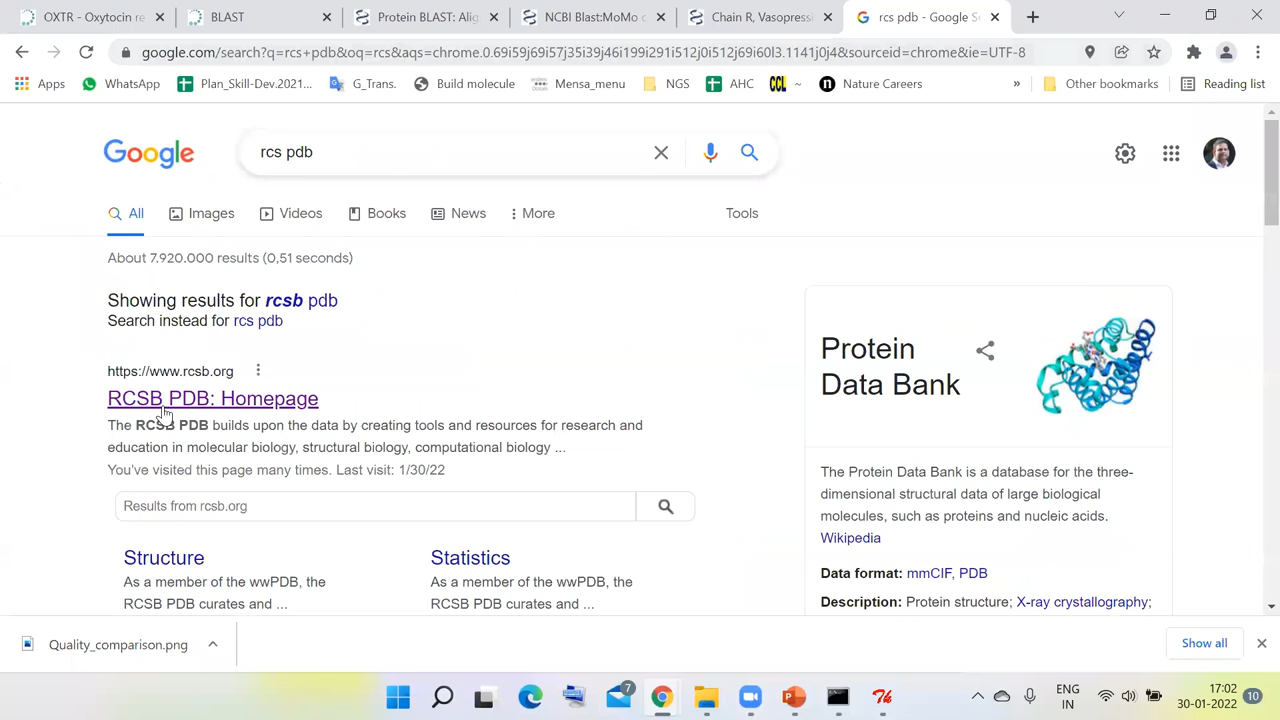 OXTR - Oxytocin re
BLAST
Protein BLAST: Alig
NCBI Blast:MoMo c
Chain R, Vasopressi
rcs pdb - Google Se
google.com/search?q=rcs+pdb&oq=rcs&aqs=chrome.0.69i59j69i57j35i39j46i199i291i512j0i512j69i60l3.1141j0j4&sourceid=chrome&ie=UTF-8
Apps
WhatsApp
Plan_Skill-Dev_2021...
G_Trans.
Build molecule
Mensa_menu
NGS
AHC
CCL
~
n
Nature Careers
»
Other bookmarks
Reading list
Google
rcs pdb
All
Images
Videos
Books
News
More
Tools
About 7.920.000 results (0,51 seconds)
Showing results for rcsb pdb
Search instead for rcs pdb
https://www.rcsb.org
RCSB PDB: Homepage
The RCSB PDB builds upon the data by creating tools and resources for research and
education in molecular biology, structural biology, computational biology ...
You've visited this page many times. Last visit: 1/30/22
Results from rcsb.org
Structure
As a member of the wwPDB, the
RCSB PDB curates and ...
Statistics
As a member of the wwPDB, the
RCSB PDB curates and ...
Protein
Data Bank
The Protein Data Bank is a database for the three-
dimensional structural data of large biological
molecules, such as proteins and nucleic acids.
Wikipedia
Data format: mmCIF, PDB
Description: Protein structure; X-ray crystallography;
Quality_comparison.png
Show all
7
ENG
IN
17:02
30-01-2022
10